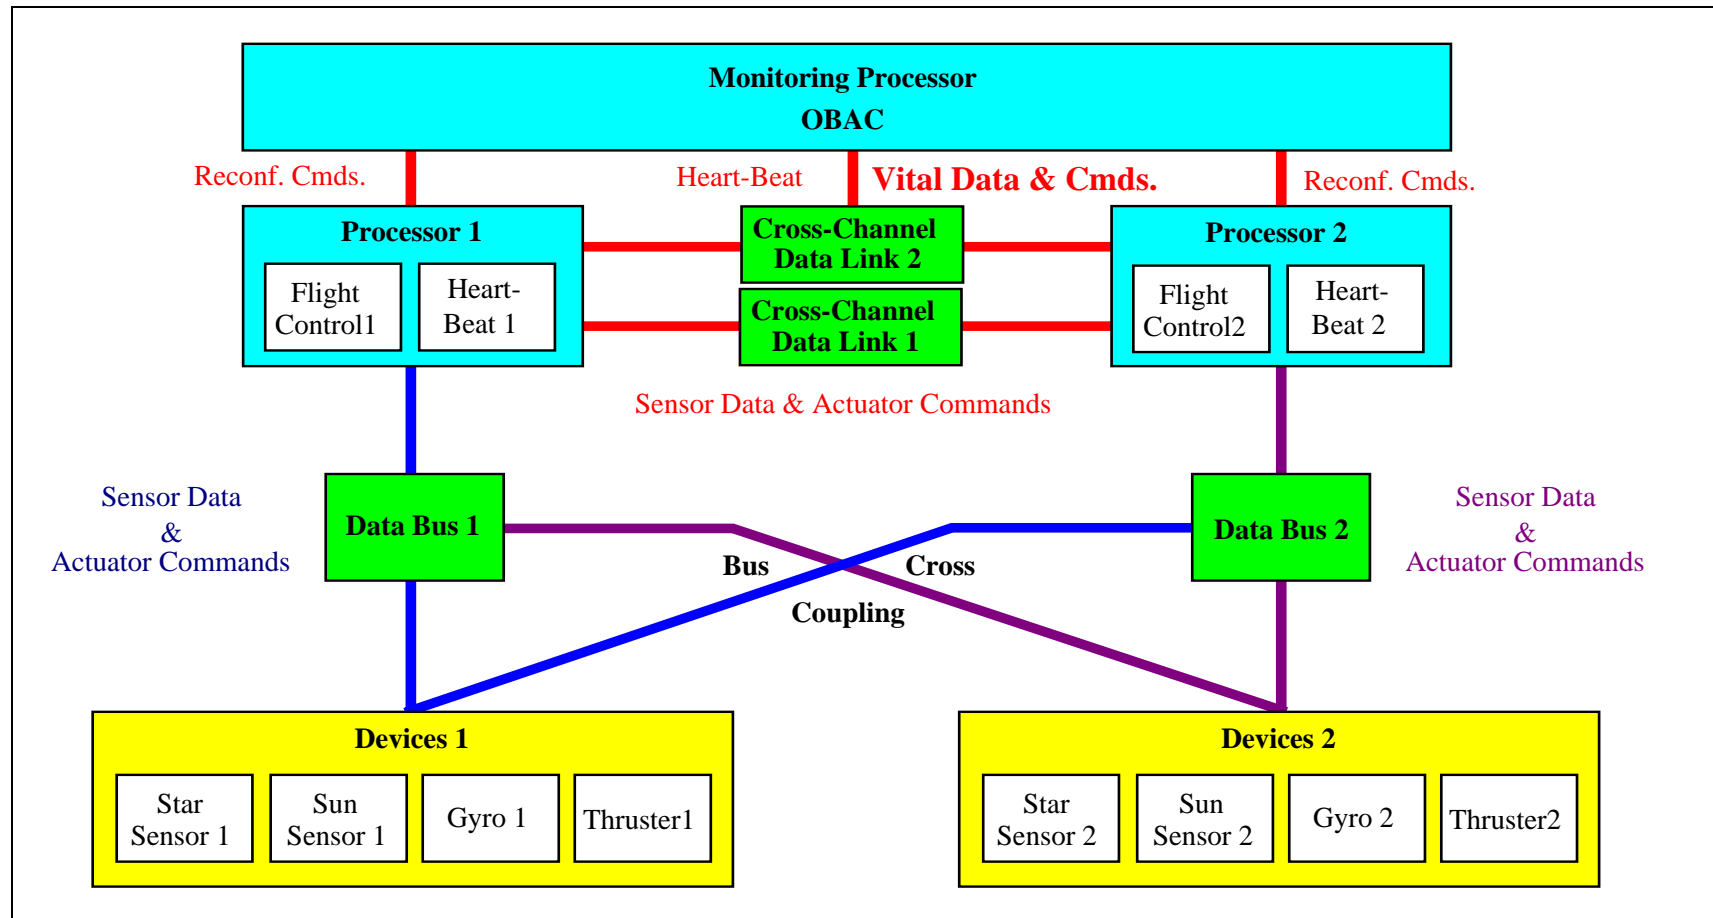 Monitoring Processor
OBAC
Reconf. Cmds.
Heart-Beat
Vital Data & Cmds.
Reconf. Cmds.
Processor 1
Flight
Control1
Heart-
Beat 1
Cross-Channel
Data Link 2
Cross-Channel
Data Link 1
Processor 2
Flight
Control2
Heart-
Beat 2
Sensor Data & Actuator Commands
Sensor Data
&
Actuator Commands
Data Bus 1
Bus Cross
Coupling
Data Bus 2
Sensor Data
&
Actuator Commands
Devices 1
Star
Sensor 1
Sun
Sensor 1
Gyro 1
Thruster1
Devices 2
Star
Sensor 2
Sun
Sensor 2
Gyro 2
Thruster2